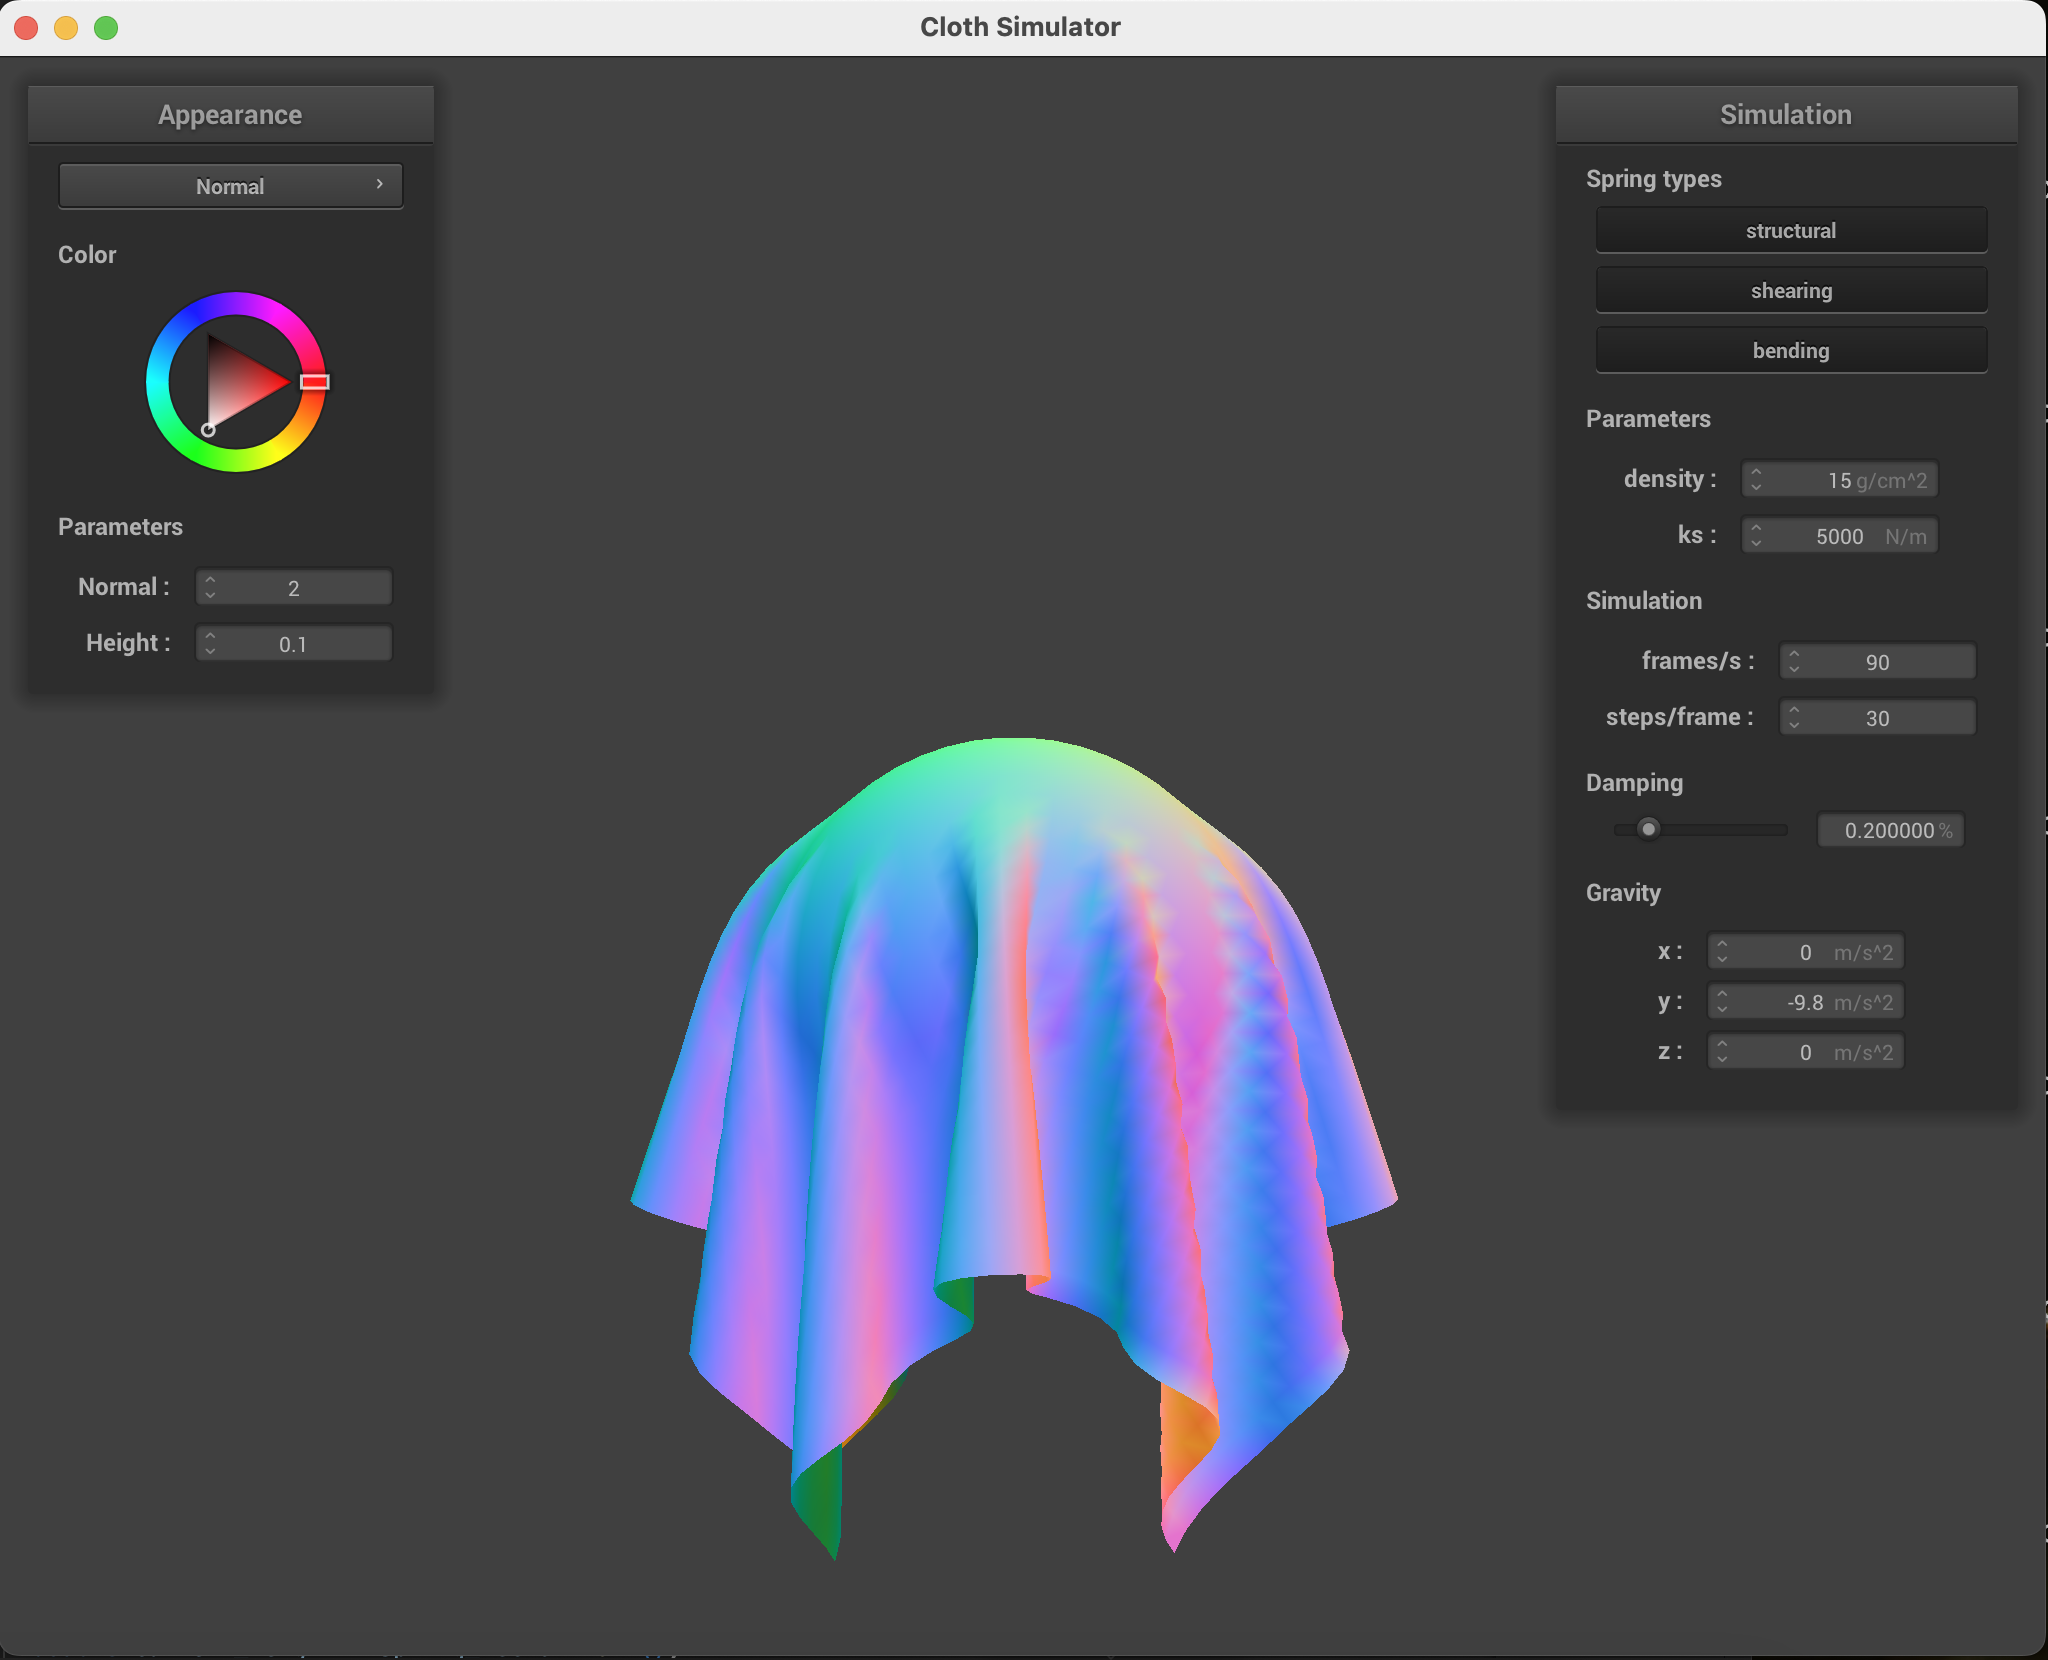 Cloth Simulator
Appearance
Normal
Color
Parameters
Normal : 2
Height : 0.1
Simulation
Spring types
structural
shearing
bending
Parameters
density : 15 g/cm^2
ks : 5000 N/m
Simulation
frames/s : 90
steps/frame : 30
Damping
0.200000 %
Gravity
x : 0 m/s^2
y : -9.8 m/s^2
z : 0 m/s^2